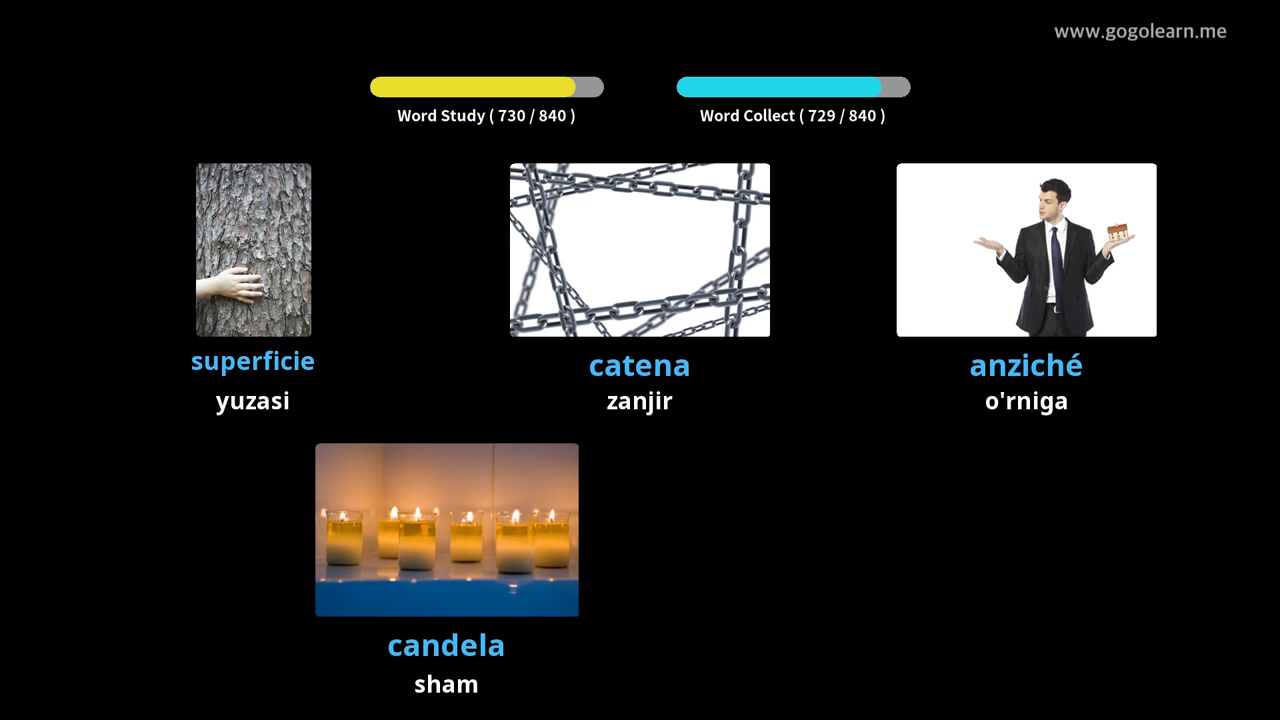 www.gogolearn.me
Word Study ( 730 / 840 )
Word Collect ( 729 / 840 )
superficie
yuzasi
catena
zanjir
anziché
o'rniga
candela
sham